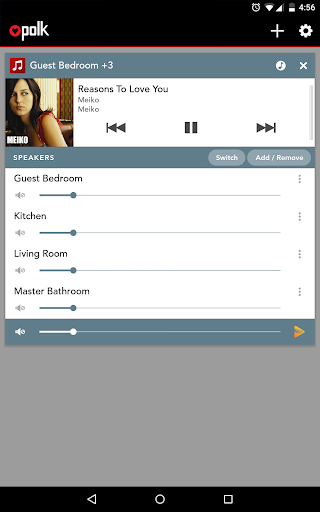 4:56
polk
Guest Bedroom +3
Reasons To Love You
Meiko
Meiko
MEIKO
SPEAKERS
Switch
Add / Remove
Guest Bedroom
Kitchen
Living Room
Master Bathroom